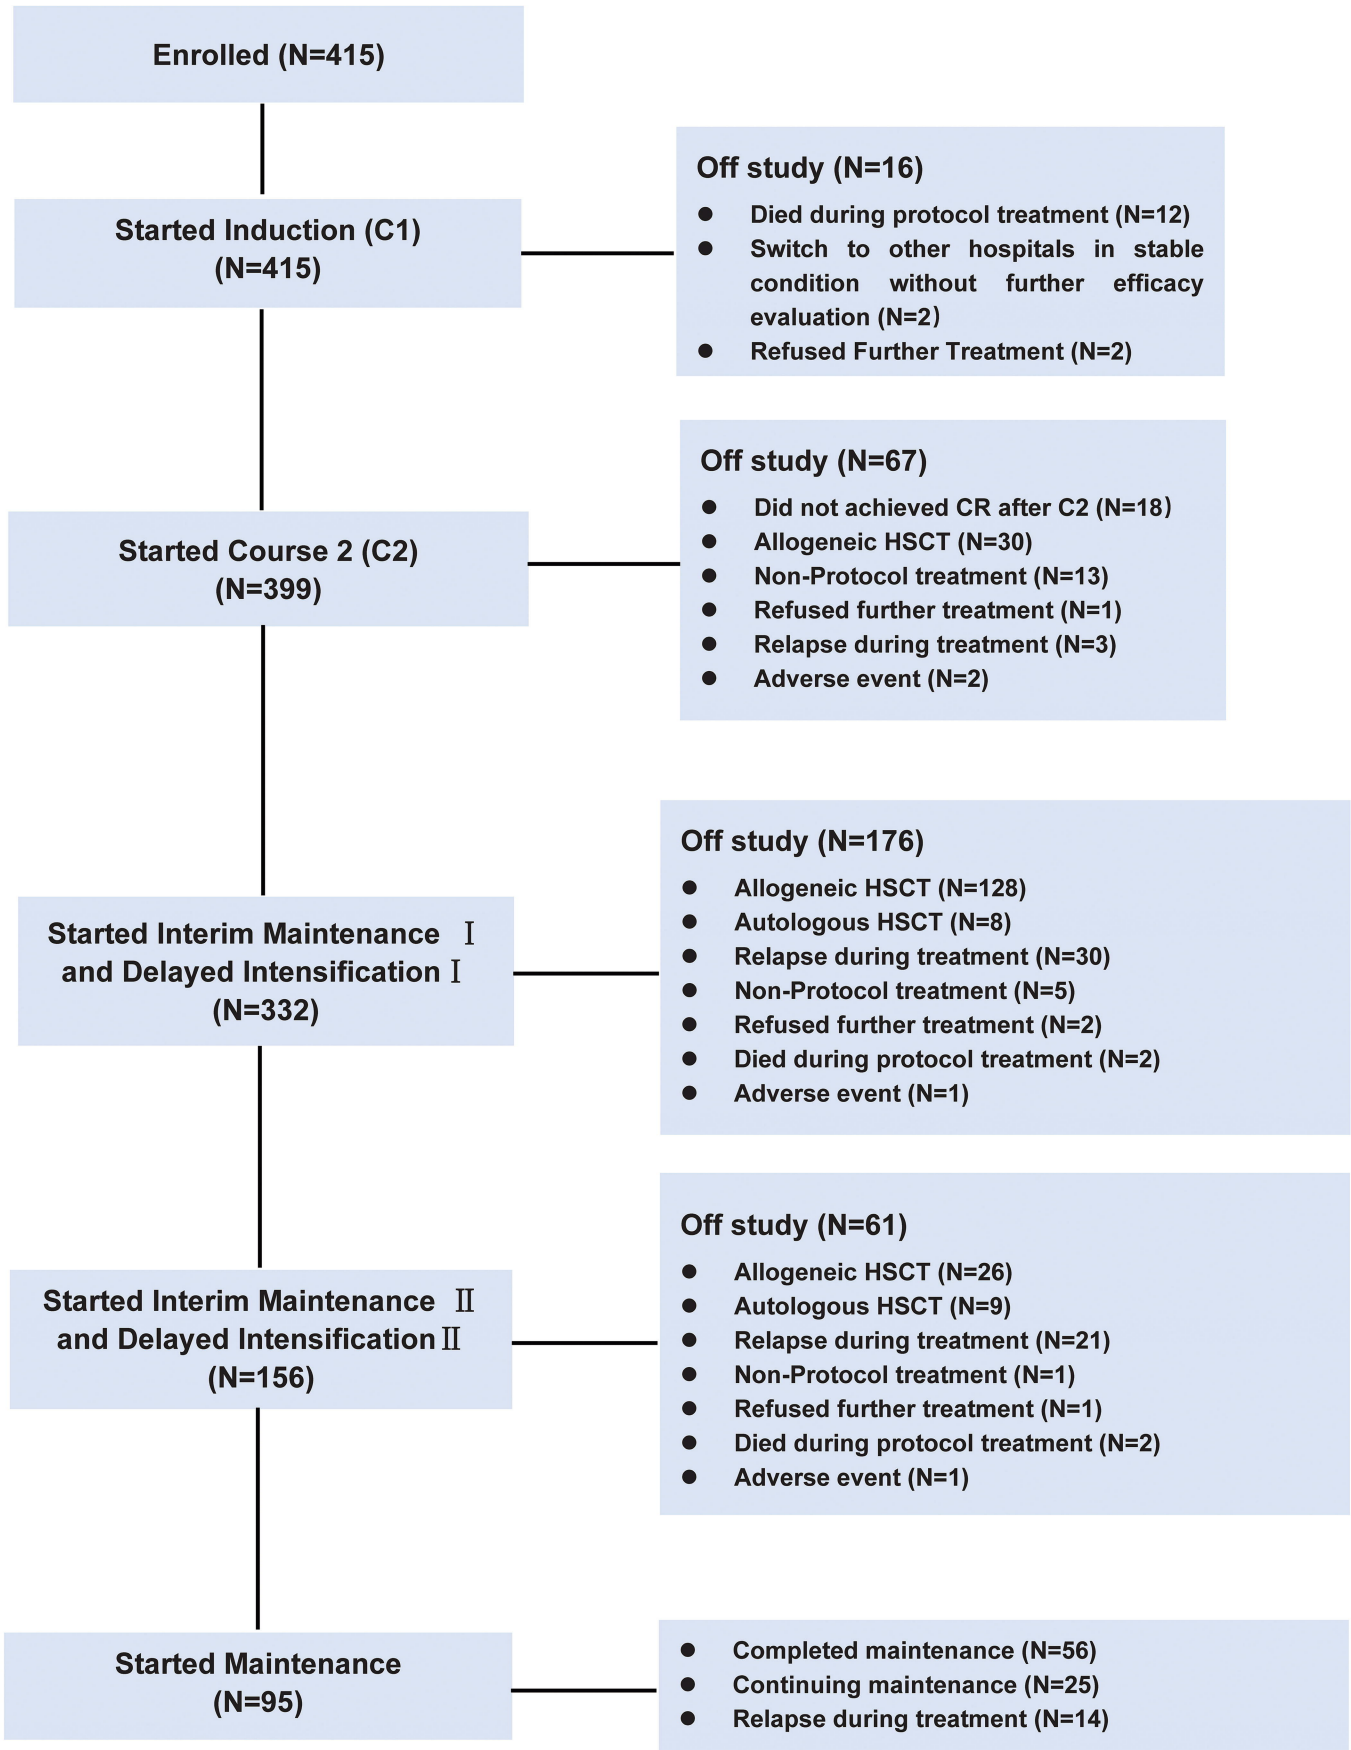 Enrolled (N=415)
Started Induction (C1)
(N=415)
Off study (N=16)
● Died during protocol treatment (N=12)
● Switch to other hospitals in stable
condition without further efficacy
evaluation (N=2)
● Refused Further Treatment (N=2)
Started Course 2 (C2)
(N=399)
Off study (N=67)
● Did not achieved CR after C2 (N=18)
● Allogeneic HSCT (N=30)
● Non-Protocol treatment (N=13)
● Refused further treatment (N=1)
● Relapse during treatment (N=3)
● Adverse event (N=2)
Started Interim Maintenance Ⅰ
and Delayed Intensification Ⅰ
(N=332)
Off study (N=176)
● Allogeneic HSCT (N=128)
● Autologous HSCT (N=8)
● Relapse during treatment (N=30)
● Non-Protocol treatment (N=5)
● Refused further treatment (N=2)
● Died during protocol treatment (N=2)
● Adverse event (N=1)
Started Interim Maintenance Ⅱ
and Delayed Intensification Ⅱ
(N=156)
Off study (N=61)
● Allogeneic HSCT (N=26)
● Autologous HSCT (N=9)
● Relapse during treatment (N=21)
● Non-Protocol treatment (N=1)
● Refused further treatment (N=1)
● Died during protocol treatment (N=2)
● Adverse event (N=1)
Started Maintenance
(N=95)
● Completed maintenance (N=56)
● Continuing maintenance (N=25)
● Relapse during treatment (N=14)